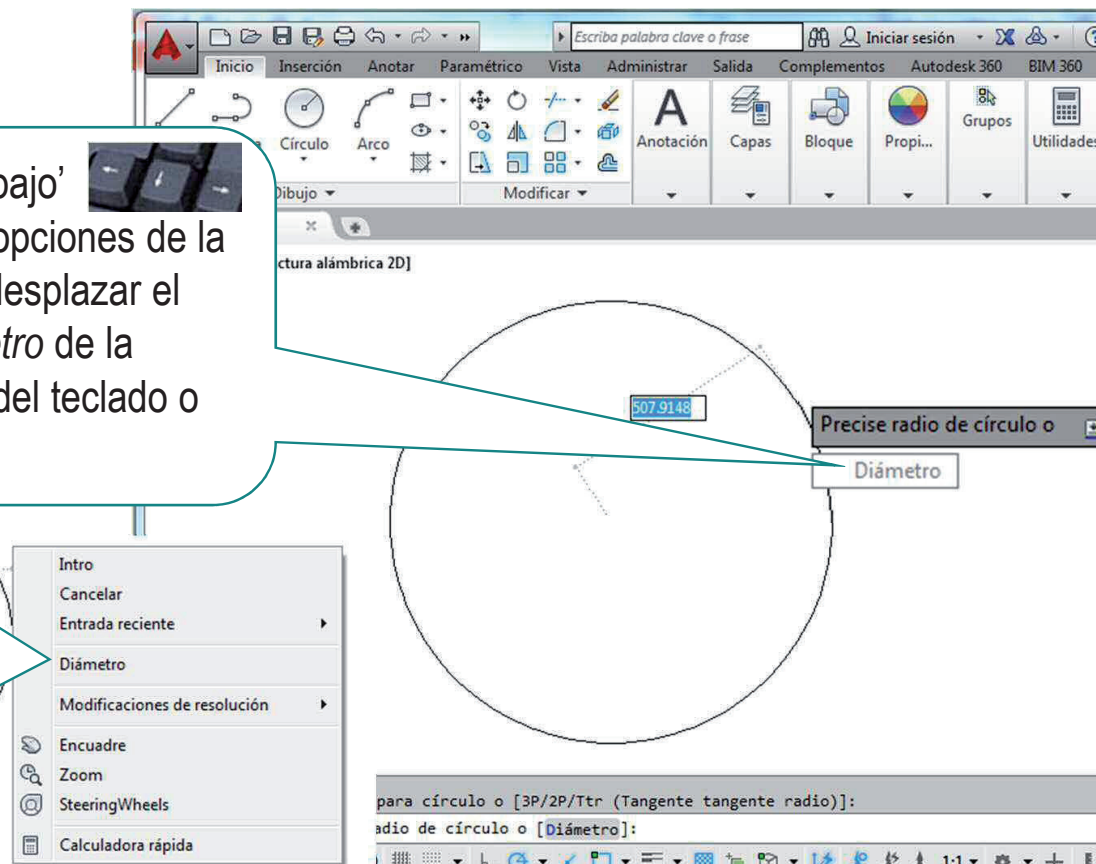 Escriba palabra clave o frase
Iniciar sesión
Inicio Inserción Anotar Paramétrico Vista Administrar Salida Complementos Autodesk 360 BIM 360
Círculo Arco Anotación Capas Bloque Propi... Grupos Utilidades
Dibujo Modificar
bajo’
opciones de la
desplazar el
tro de la
del teclado o
ctura alámbrica 2D]
507.9148
Precise radio de círculo o
Diámetro
Intro
Cancelar
Entrada reciente
Diámetro
Modificaciones de resolución
Encuadre
Zoom
SteeringWheels
Calculadora rápida
para círculo o [3P/2P/Ttr (Tangente tangente radio)]:
adio de círculo o [Diámetro]:
1:1